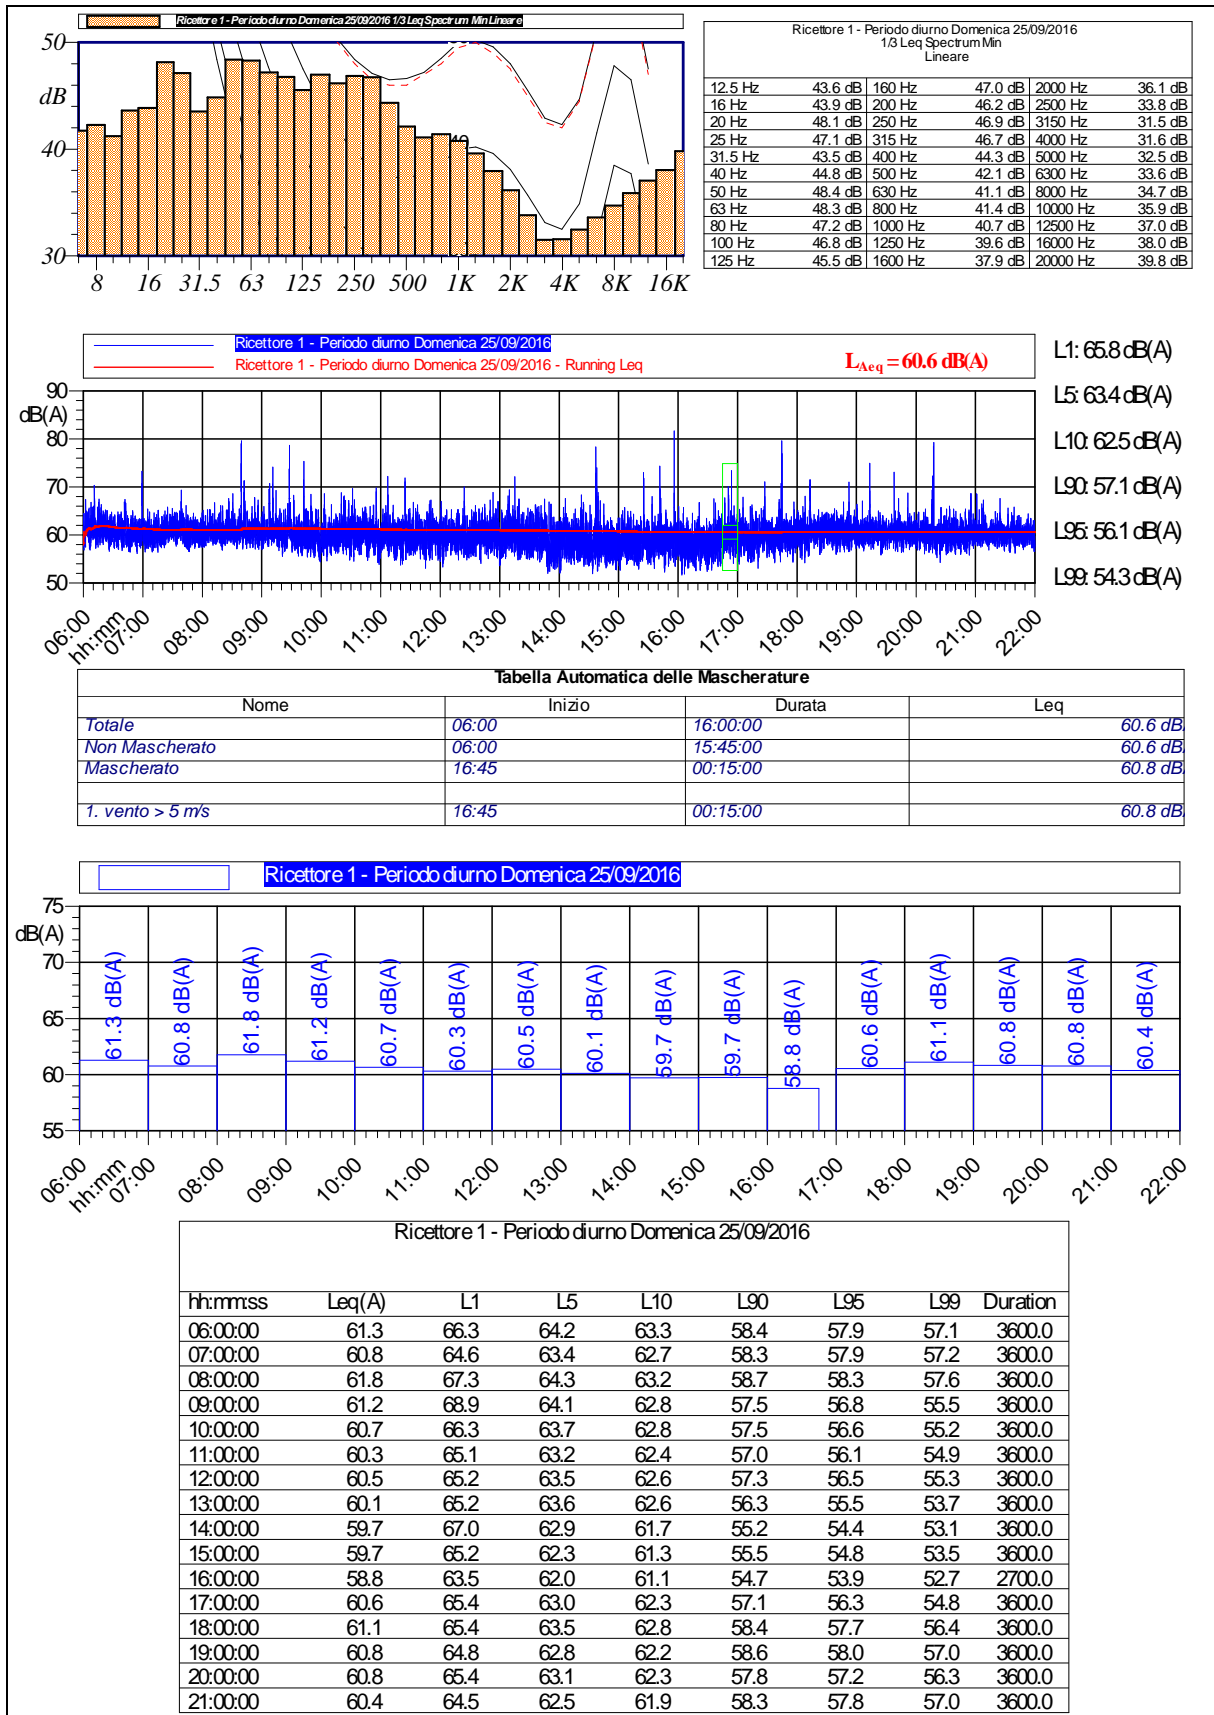 Ricettore 1 - Periodo diurno Domenica 25/09/2016 1/3 Leq Spectrum Min Lineare
50
dB
40
30
8 16 31.5 63 125 250 500 1K 2K 4K 8K 16K
Ricettore 1 - Periodo diurno Domenica 25/09/2016
1/3 Leq Spectrum Min
Lineare
12.5 Hz 43.6 dB 160 Hz 47.0 dB 2000 Hz 36.1 dB
16 Hz 43.9 dB 200 Hz 46.2 dB 2500 Hz 33.8 dB
20 Hz 48.1 dB 250 Hz 46.9 dB 3150 Hz 31.5 dB
25 Hz 47.1 dB 315 Hz 46.7 dB 4000 Hz 31.6 dB
31.5 Hz 43.5 dB 400 Hz 44.3 dB 5000 Hz 32.5 dB
40 Hz 44.8 dB 500 Hz 42.1 dB 6300 Hz 33.6 dB
50 Hz 48.4 dB 630 Hz 41.1 dB 8000 Hz 34.7 dB
63 Hz 48.3 dB 800 Hz 41.4 dB 10000 Hz 35.9 dB
80 Hz 47.2 dB 1000 Hz 40.7 dB 12500 Hz 37.0 dB
100 Hz 46.8 dB 1250 Hz 39.6 dB 16000 Hz 38.0 dB
125 Hz 45.5 dB 1600 Hz 37.9 dB 20000 Hz 39.8 dB
Ricettore 1 - Periodo diurno Domenica 25/09/2016
Ricettore 1 - Periodo diurno Domenica 25/09/2016 - Running Leq
LAeq = 60.6 dB(A)
90
dB(A)
80
70
60
50
06:00 07:00 08:00 09:00 10:00 11:00 12:00 13:00 14:00 15:00 16:00 17:00 18:00 19:00 20:00 21:00 22:00
hh:mm
L1: 65.8 dB(A)
L5: 63.4 dB(A)
L10: 62.5 dB(A)
L90: 57.1 dB(A)
L95: 56.1 dB(A)
L99: 54.3 dB(A)
Tabella Automatica delle Mascherature
Nome Inizio Durata Leq
Totale 06:00 16:00:00 60.6 dB
Non Mascherato 06:00 15:45:00 60.6 dB
Mascherato 16:45 00:15:00 60.8 dB
1. vento > 5 m/s 16:45 00:15:00 60.8 dB
Ricettore 1 - Periodo diurno Domenica 25/09/2016
75
dB(A)
70
65
60
55
61.3 dB(A)
60.8 dB(A)
61.8 dB(A)
61.2 dB(A)
60.7 dB(A)
60.3 dB(A)
60.5 dB(A)
60.1 dB(A)
59.7 dB(A)
59.7 dB(A)
58.8 dB(A)
60.6 dB(A)
61.1 dB(A)
60.8 dB(A)
60.8 dB(A)
60.4 dB(A)
06:00 07:00 08:00 09:00 10:00 11:00 12:00 13:00 14:00 15:00 16:00 17:00 18:00 19:00 20:00 21:00 22:00
hh:mm
Ricettore 1 - Periodo diurno Domenica 25/09/2016
hh:mm:ss Leq(A) L1 L5 L10 L90 L95 L99 Duration
06:00:00 61.3 66.3 64.2 63.3 58.4 57.9 57.1 3600.0
07:00:00 60.8 64.6 63.4 62.7 58.3 57.9 57.2 3600.0
08:00:00 61.8 67.3 64.3 63.2 58.7 58.3 57.6 3600.0
09:00:00 61.2 68.9 64.1 62.8 57.5 56.8 55.5 3600.0
10:00:00 60.7 66.3 63.7 62.8 57.5 56.6 55.2 3600.0
11:00:00 60.3 65.1 63.2 62.4 57.0 56.1 54.9 3600.0
12:00:00 60.5 65.2 63.5 62.6 57.3 56.5 55.3 3600.0
13:00:00 60.1 65.2 63.6 62.6 56.3 55.5 53.7 3600.0
14:00:00 59.7 67.0 62.9 61.7 55.2 54.4 53.1 3600.0
15:00:00 59.7 65.2 62.3 61.3 55.5 54.8 53.5 3600.0
16:00:00 58.8 63.5 62.0 61.1 54.7 53.9 52.7 2700.0
17:00:00 60.6 65.4 63.0 62.3 57.1 56.3 54.8 3600.0
18:00:00 61.1 65.4 63.5 62.8 58.4 57.7 56.4 3600.0
19:00:00 60.8 64.8 62.8 62.2 58.6 58.0 57.0 3600.0
20:00:00 60.8 65.4 63.1 62.3 57.8 57.2 56.3 3600.0
21:00:00 60.4 64.5 62.5 61.9 58.3 57.8 57.0 3600.0